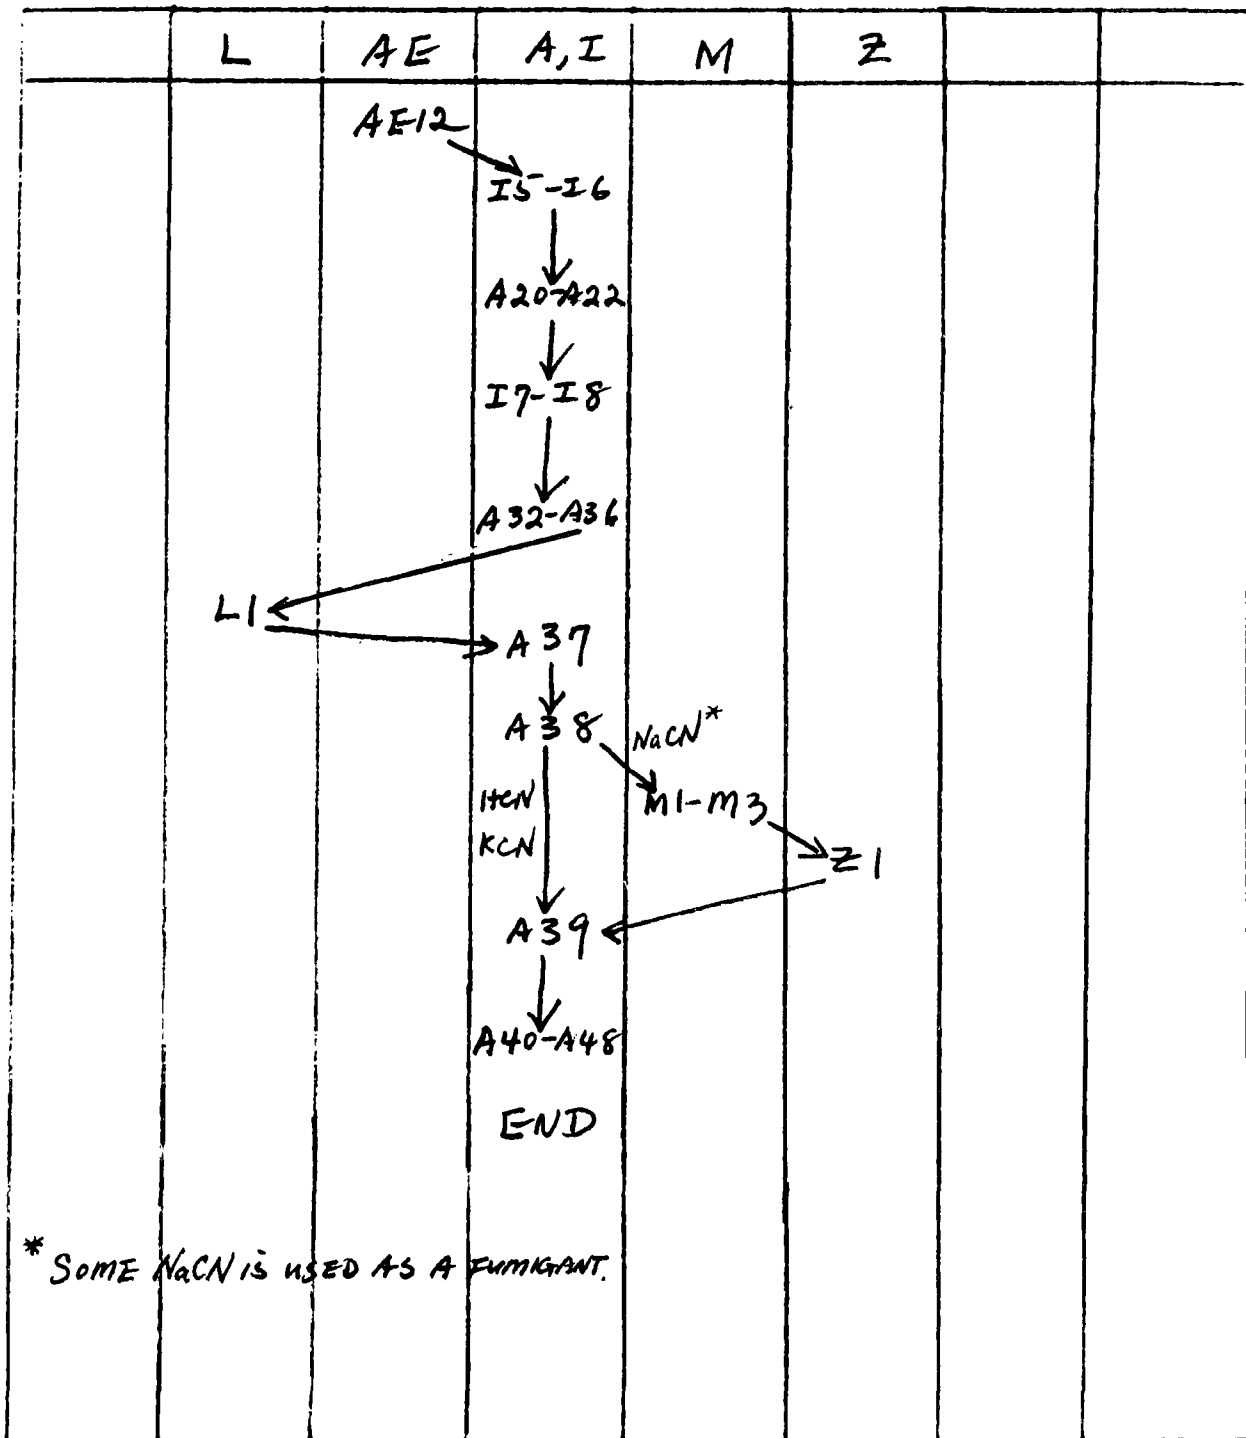 L AE A, I M Z
AE12
I5-I6
A20-A22
I7-I8
A32-A36
L1
A37
A38 NaCN*
HCN M1-M3
KCN
Z1
A39
A40-A48
END
* SOME NaCN is USED AS A FUMIGANT.